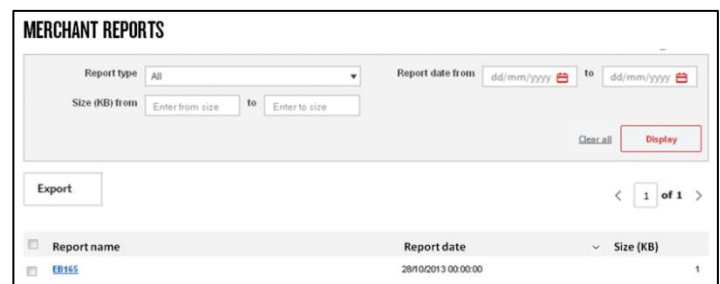 MERCHANT REPORTS
Report type All Report date from dd/mm/yyyy to dd/mm/yyyy
Size (KB) from Enter from size to Enter to size
Clear all Display
Export 1 of 1
Report name Report date Size (KB)
EB165 28/10/2013 00:00:00 1